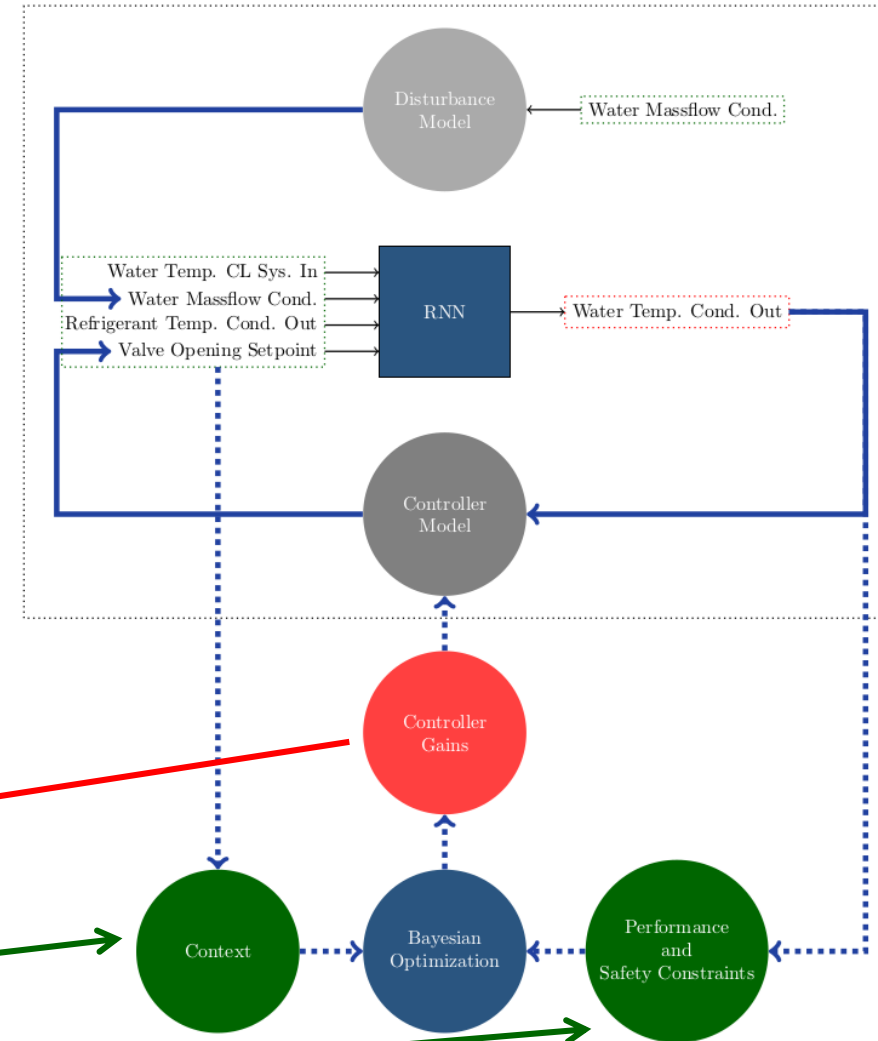 Disturbance
Model
Water Massflow Cond.
Water Temp. CL Sys. In
Water Massflow Cond.
Refrigerant Temp. Cond. Out
Valve Opening Setpoint
RNN
Water Temp. Cond. Out
Controller
Model
Controller
Gains
Context
Bayesian
Optimization
Performance
and
Safety Constraints